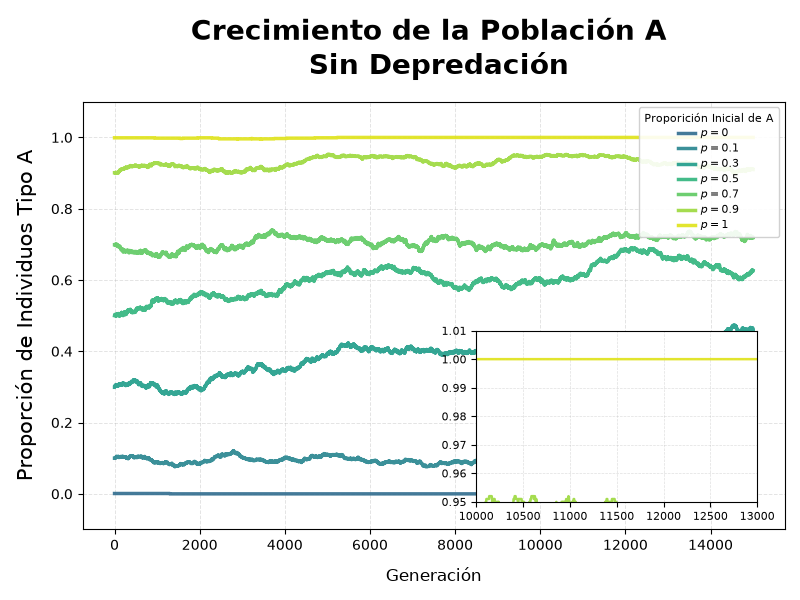 Crecimiento de la Población A
Sin Depredación
Proporción de Individuos Tipo A
1.0
0.8
0.6
0.4
0.2
0.0
Proporición Inicial de A
p = 0
p = 0.1
p = 0.3
p = 0.5
p = 0.7
p = 0.9
p = 1
1.01
1.00
0.99
0.98
0.97
0.96
0.95
10000 10500 11000 11500 12000 12500 13000
0 2000 4000 6000 8000 10000 12000 14000
Generación